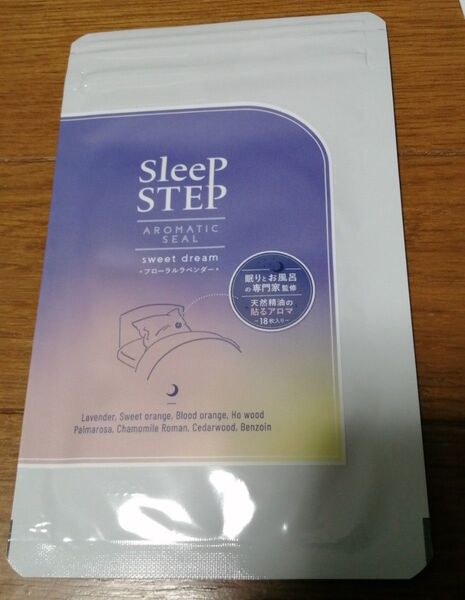 Sleep
STEP
AROMATIC
SEAL
sweet dream
・フローラルラベンダー・
眠りとお風呂
の専門家監修
天然精油の
貼るアロマ
-18枚入り-
Lavender, Sweet orange, Blood orange, Ho wood
Palmarosa, Chamomile Roman, Cedarwood, Benzoin